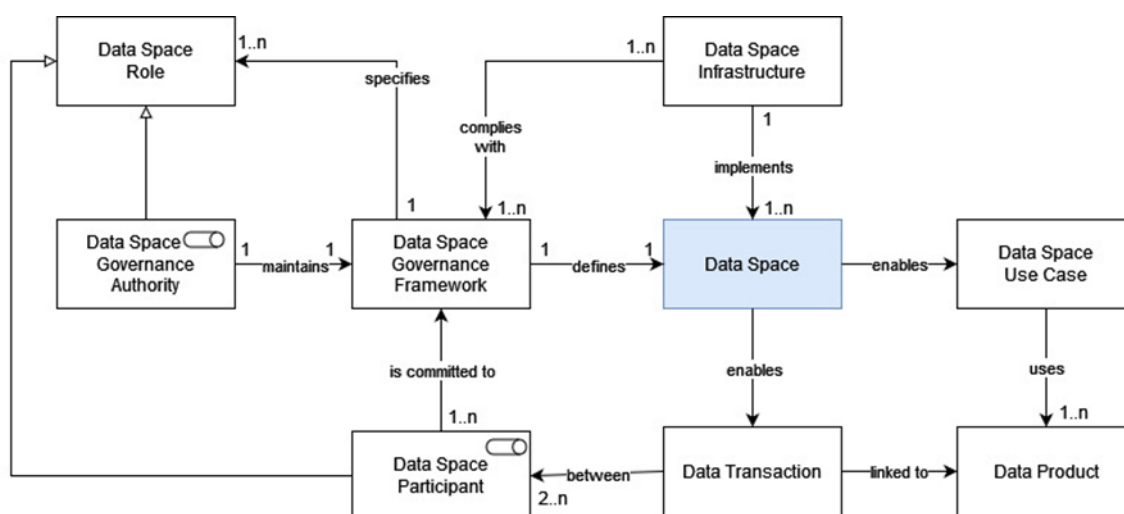 Data Space
Role
1..n
specifies
1..n
Data Space
Infrastructure
complies
with
1
implements
1
1..n
1..n
Data Space
Governance
Authority
1
maintains
1
Data Space
Governance
Framework
1
defines
1
Data Space
enables
Data Space
Use Case
is committed to
enables
uses
1..n
1..n
Data Space
Participant
between
2..n
Data Transaction
linked to
Data Product